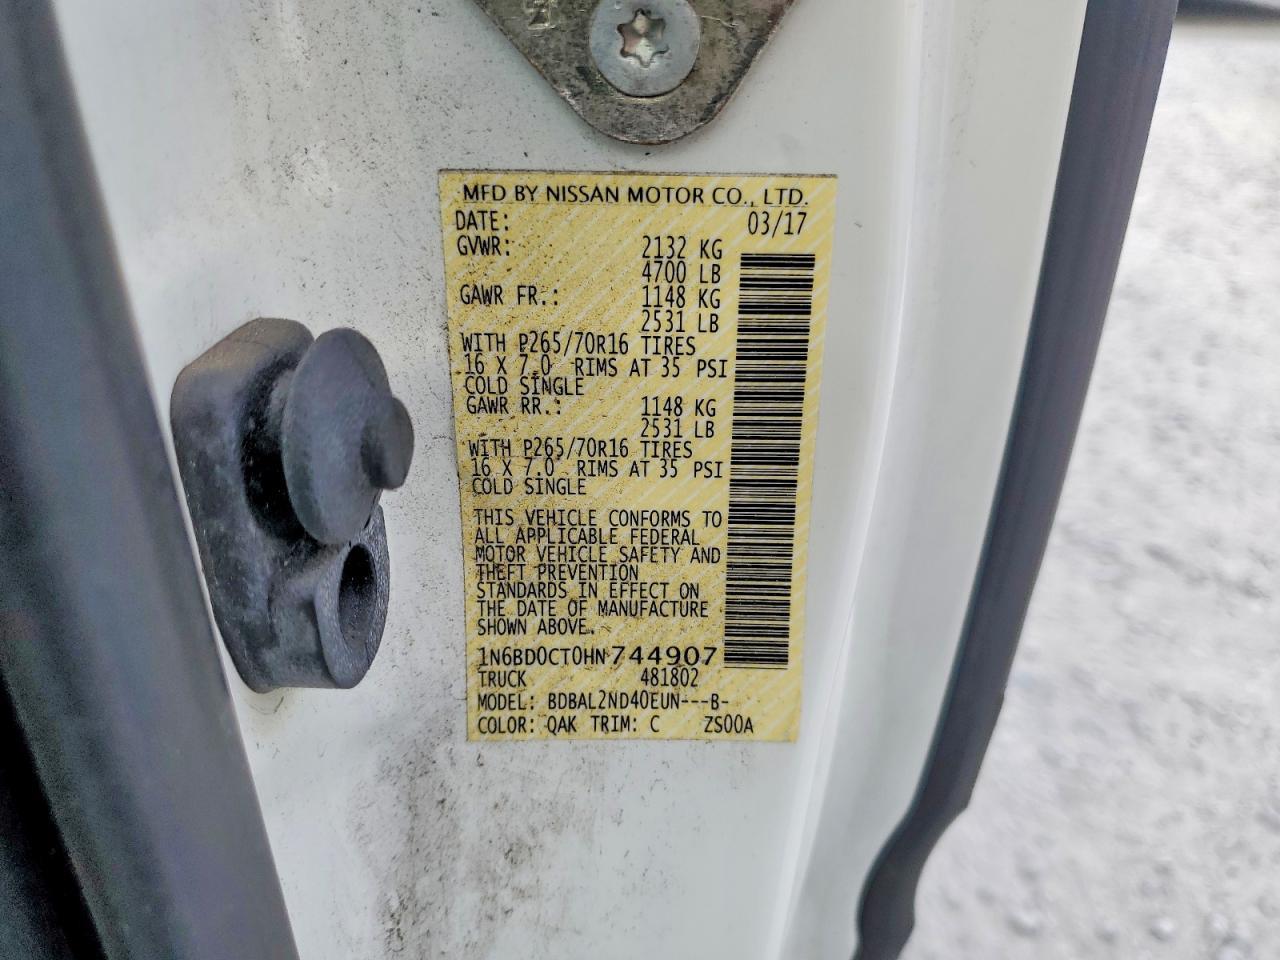 MFD BY NISSAN MOTOR CO., LTD.
DATE: 03/17
GVWR: 2132 KG
4700 LB
GAWR FR.: 1148 KG
2531 LB
WITH P265/70R16 TIRES
16 X 7.0 RIMS AT 35 PSI
COLD SINGLE
GAWR RR.: 1148 KG
2531 LB
WITH P265/70R16 TIRES
16 X 7.0 RIMS AT 35 PSI
COLD SINGLE
THIS VEHICLE CONFORMS TO
ALL APPLICABLE FEDERAL
MOTOR VEHICLE SAFETY AND
THEFT PREVENTION
STANDARDS IN EFFECT ON
THE DATE OF MANUFACTURE
SHOWN ABOVE.
1N6BD0CT0HN744907
TRUCK 481802
MODEL: BDBAL2ND40EUN---B-
COLOR: QAK TRIM: C ZS00A